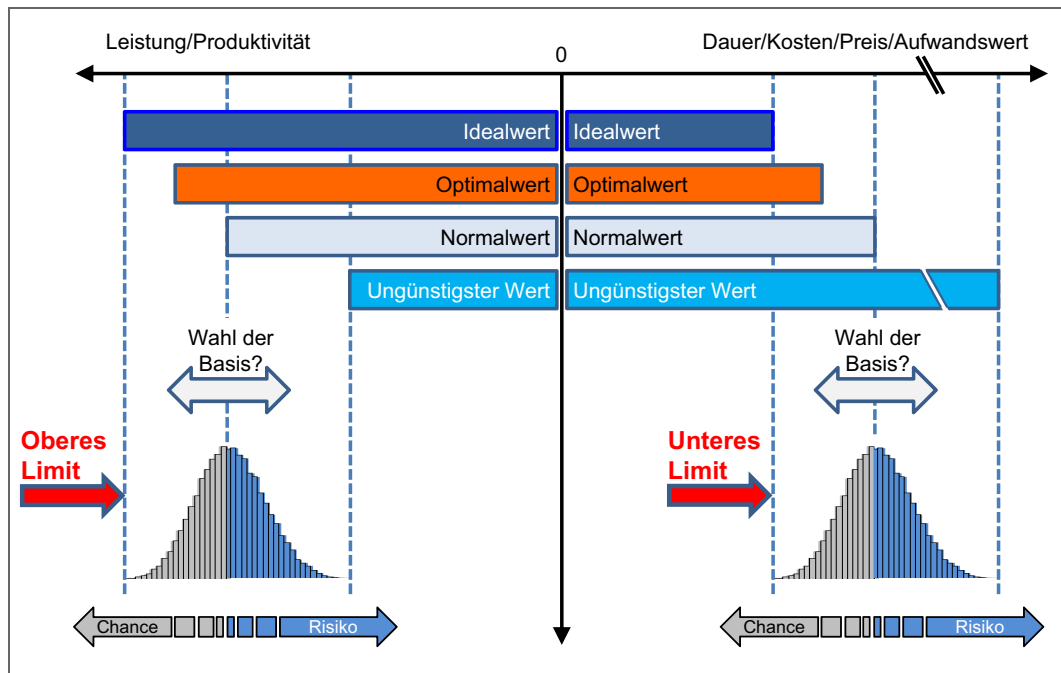 Leistung/Produktivität
0
Dauer/Kosten/Preis/Aufwandswert
Idealwert
Idealwert
Optimalwert
Optimalwert
Normalwert
Normalwert
Ungünstigster Wert
Ungünstigster Wert
Wahl der
Basis?
Wahl der
Basis?
Oberes
Limit
Unteres
Limit
Chance
Risiko
Chance
Risiko